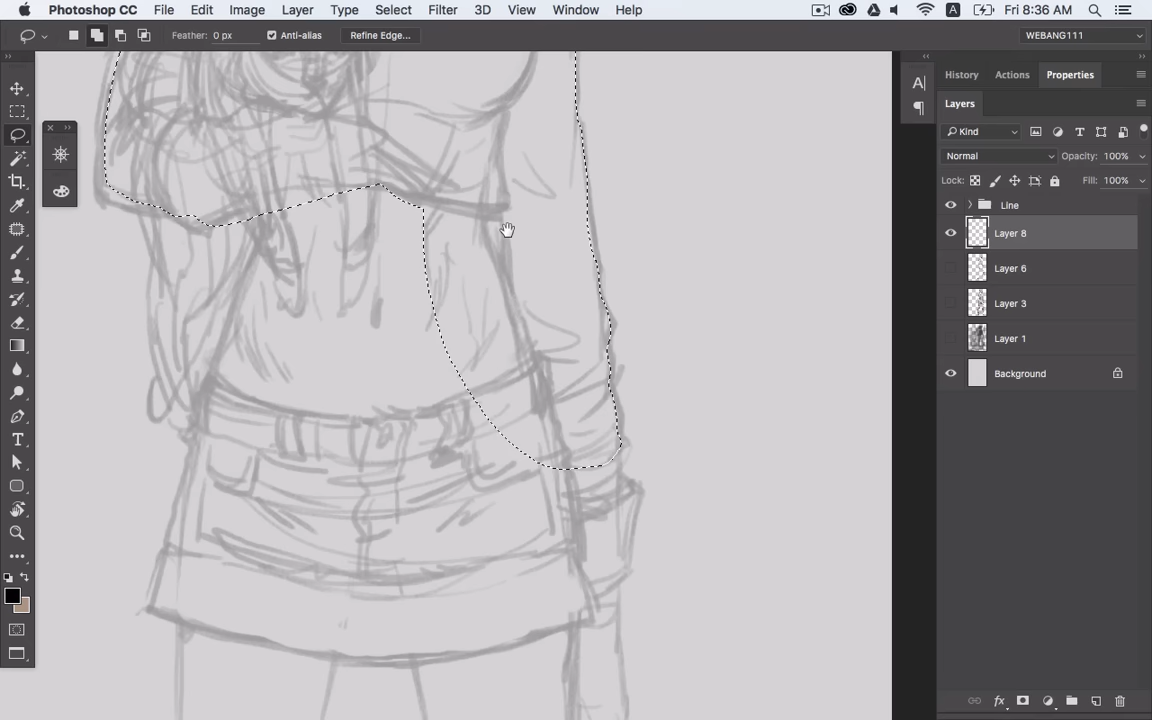 Photoshop CC File Edit Image Layer Type Select Filter 3D View Window Help Fri 8:36 AM
Feather: 0 px Anti-alias Refine Edge... WEBANG111
History Actions Properties
Layers
Kind
Normal Opacity: 100%
Lock: Fill: 100%
LIne
Layer 8
Layer 6
Layer 3
Layer 1
Background